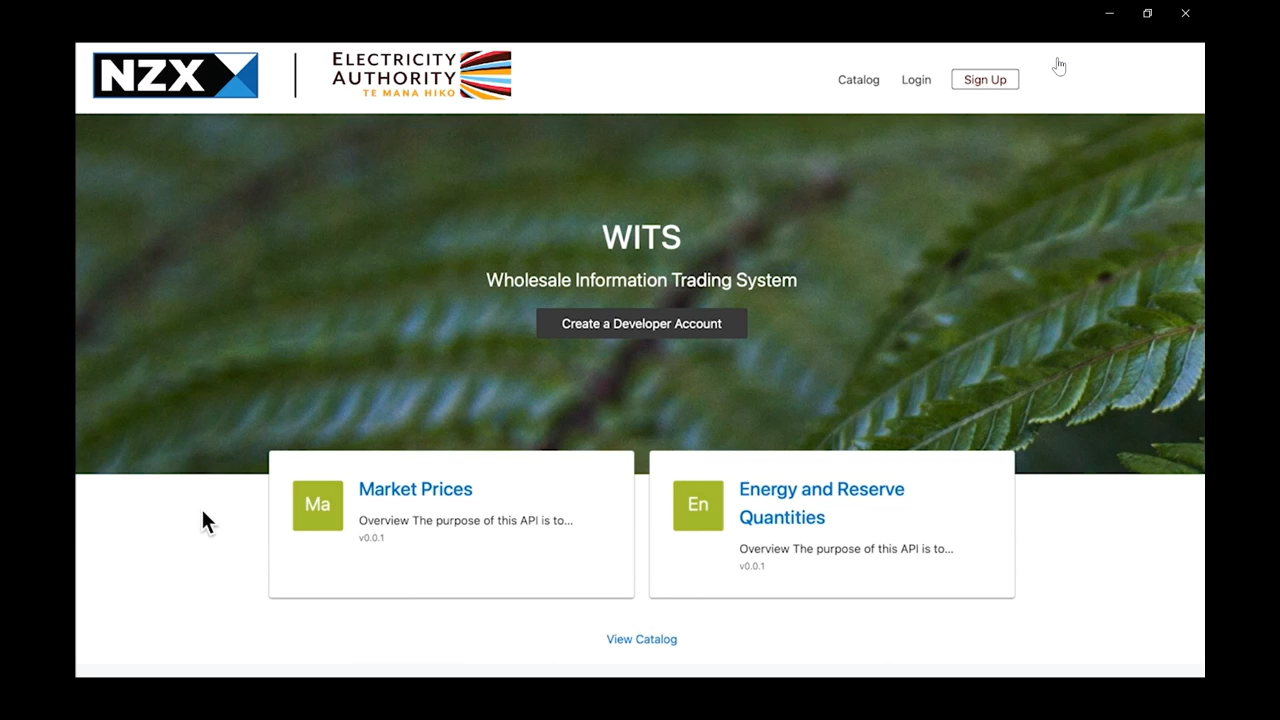 NZX
ELECTRICITY
AUTHORITY
TE MANA HIKO
Catalog
Login
Sign Up
WITS
Wholesale Information Trading System
Create a Developer Account
Ma
Market Prices
Overview The purpose of this API is to...
v0.0.1
En
Energy and Reserve
Quantities
Overview The purpose of this API is to...
v0.0.1
View Catalog